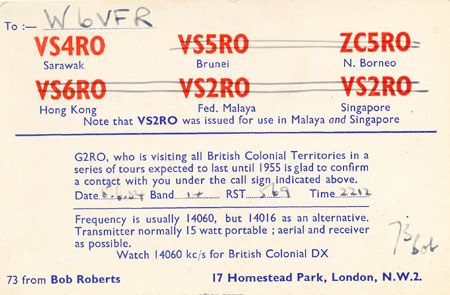 To :— W6VFR
VS4RO VS5RO ZC5RO
Sarawak Brunei N. Borneo
VS6RO VS2RO VS2RO
Hong Kong Fed. Malaya Singapore
Note that VS2RO was issued for use in Malaya and Singapore
G2RO, who is visiting all British Colonial Territories in a
series of tours expected to last until 1955 is glad to confirm
a contact with you under the call sign indicated above.
Date Band 14 RST 569 Time 2212
Frequency is usually 14060, but 14016 as an alternative.
Transmitter normally 15 watt portable ; aerial and receiver
as possible.
Watch 14060 kc/s for British Colonial DX
73
bob
73 from Bob Roberts 17 Homestead Park, London, N.W.2.